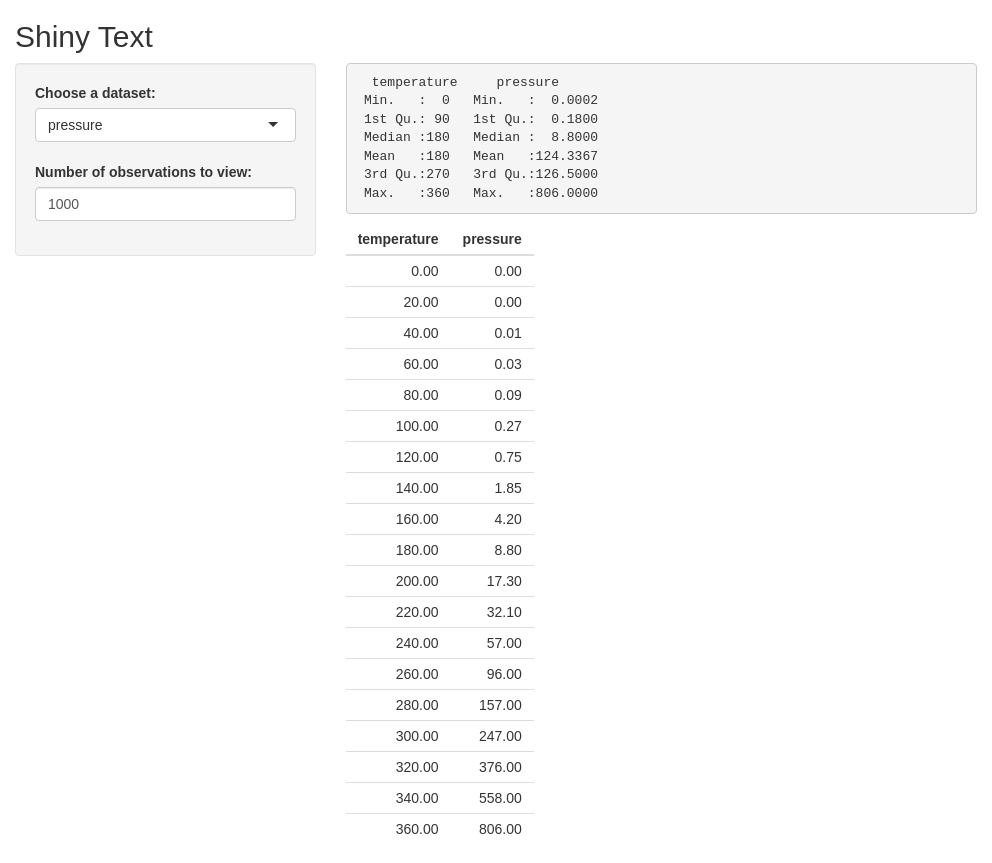 Shiny Text
Choose a dataset:
pressure
Number of observations to view:
1000
temperature pressure
Min. : 0 Min. : 0.0002
1st Qu.: 90 1st Qu.: 0.1800
Median :180 Median : 8.8000
Mean :180 Mean :124.3367
3rd Qu.:270 3rd Qu.:126.5000
Max. :360 Max. :806.0000
temperature pressure
0.00 0.00
20.00 0.00
40.00 0.01
60.00 0.03
80.00 0.09
100.00 0.27
120.00 0.75
140.00 1.85
160.00 4.20
180.00 8.80
200.00 17.30
220.00 32.10
240.00 57.00
260.00 96.00
280.00 157.00
300.00 247.00
320.00 376.00
340.00 558.00
360.00 806.00